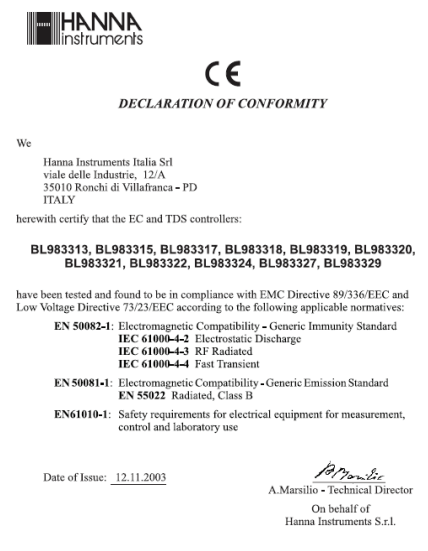 HANNA
instruments
CE
DECLARATION OF CONFORMITY
We
Hanna Instruments Italia Srl
viale delle Industrie, 12/A
35010 Ronchi di Villafranca - PD
ITALY
herewith certify that the EC and TDS controllers:
BL983313, BL983315, BL983317, BL983318, BL983319, BL983320,
BL983321, BL983322, BL983324, BL983327, BL983329
have been tested and found to be in compliance with EMC Directive 89/336/EEC and
Low Voltage Directive 73/23/EEC according to the following applicable normatives:
EN 50082-1: Electromagnetic Compatibility - Generic Immunity Standard
IEC 61000-4-2 Electrostatic Discharge
IEC 61000-4-3 RF Radiated
IEC 61000-4-4 Fast Transient
EN 50081-1: Electromagnetic Compatibility - Generic Emission Standard
EN 55022 Radiated, Class B
EN61010-1: Safety requirements for electrical equipment for measurement,
control and laboratory use
Date of Issue: 12.11.2003
A.Marsilio - Technical Director
On behalf of
Hanna Instruments S.r.l.